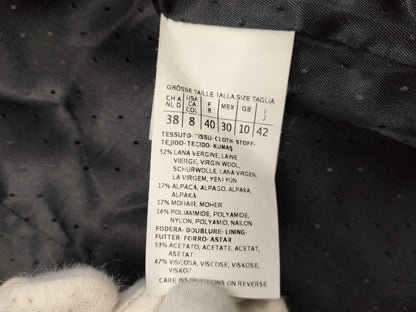 GRÖSSE TAILLE TALLA SIZE TAGLIA
CH A NL D USA CA CO F B MEX GB I J
38 8 40 30 10 42
TESSUTO- TISSU- CLOTH- STOFF-
TEJIDO- TECIDO- KUMAŞ
52% LANA VERGINE, LAINE
VIERGE, VIRGIN WOOL,
SCHURWOLLE, LANA VIRGEN,
LA VIRGEM, YENİ YÜN
17% ALPACA, ALPAGO, ALPAKA,
ALPAKA
17% MOHAIR, MOHER
14% POLIAMMIDE, POLYAMIDE,
NYLON, POLYAMID, NAILON
FODERA- DOUBLURE- LINING-
FUTTER- FORRO- ASTAR
53% ACETATO, ACETATE, ACETAT,
ASETAT
47% VISCOSA, VISCOSE, VISKOSE,
VISKOZ
CARE INSTRUCTIONS ON REVERSE